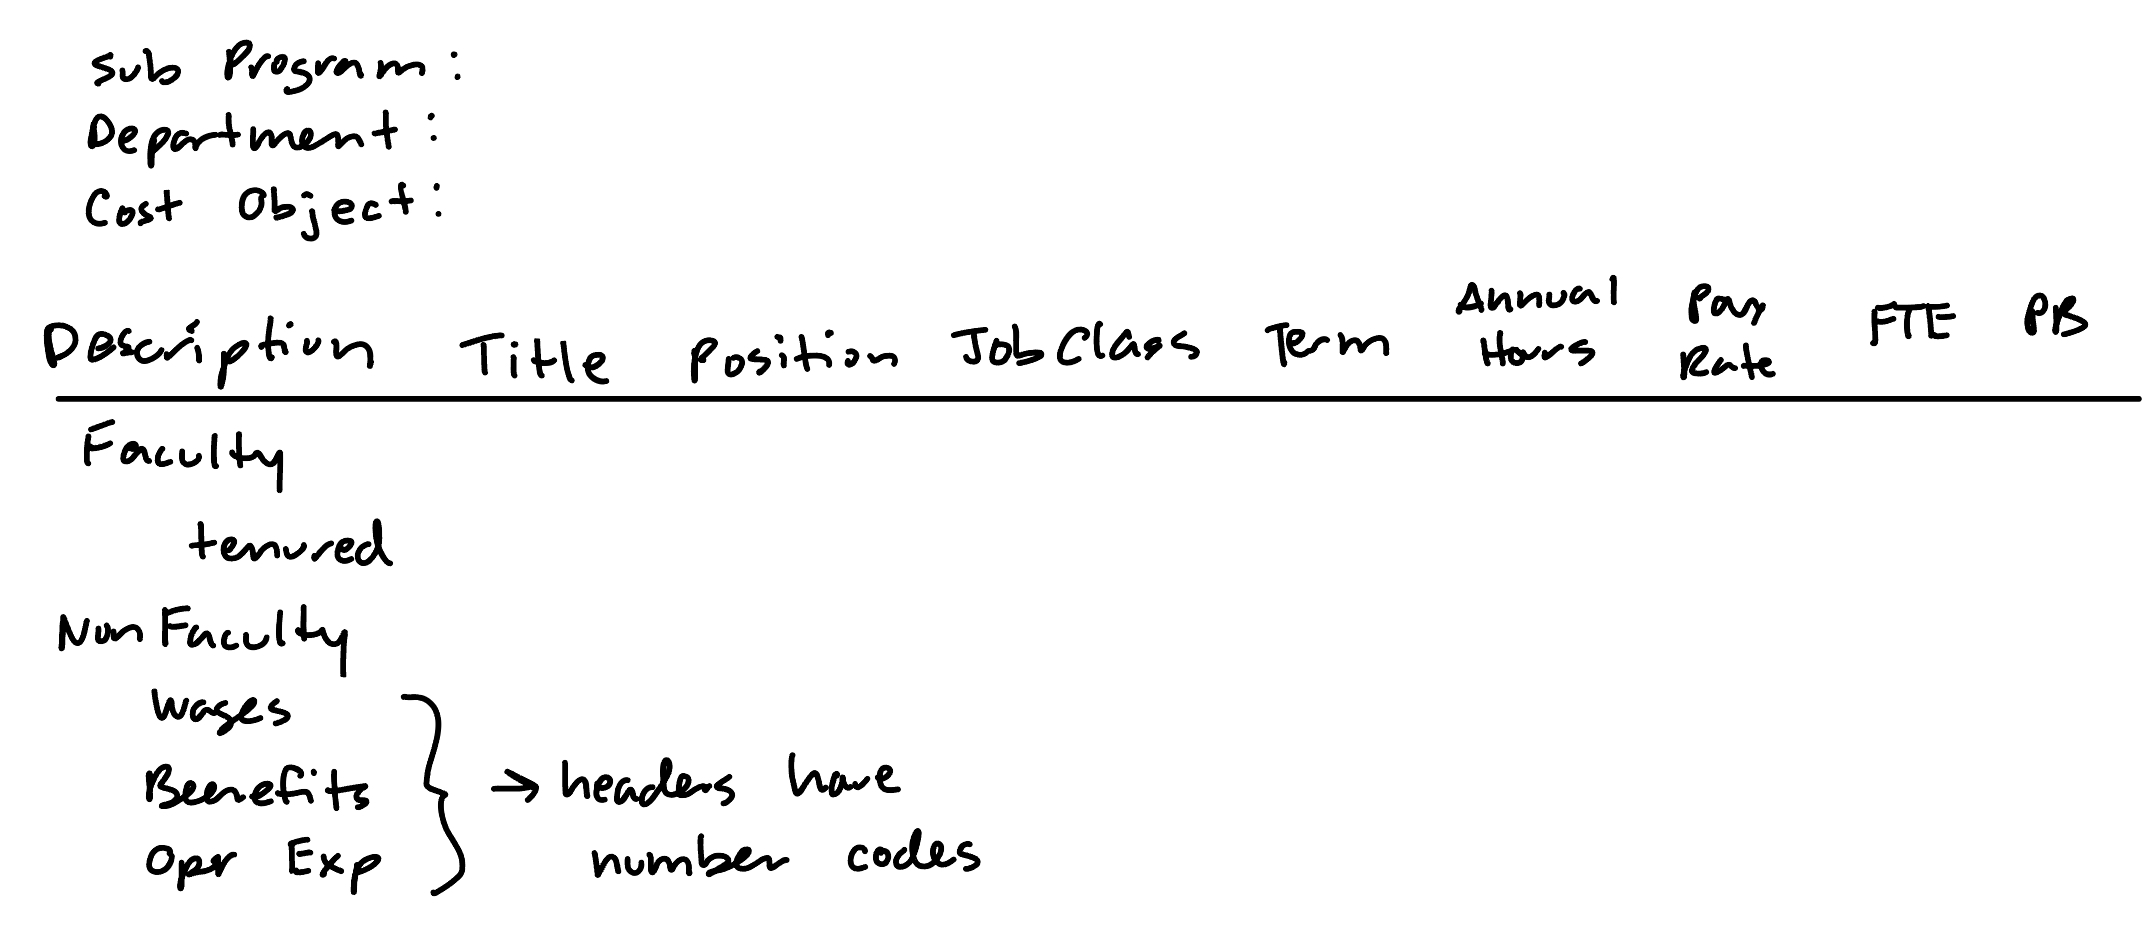 Sub Program:
Department:
Cost Object:
Description Title Position Job Class Term Annual Hours Pay Rate FTE PB
Faculty
tenured
Non Faculty
Wages
Benefits
Opr Exp
→ headers have
number codes